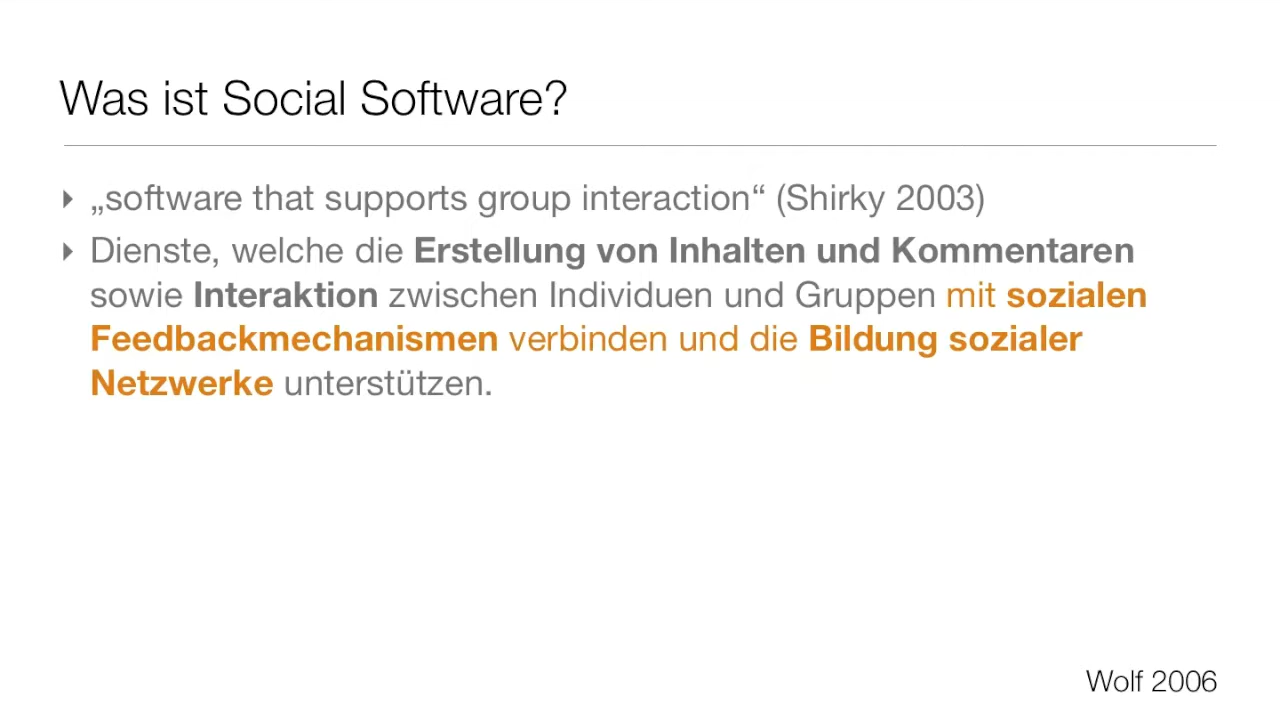 Was ist Social Software?
„software that supports group interaction“ (Shirky 2003)
Dienste, welche die Erstellung von Inhalten und Kommentaren
sowie Interaktion zwischen Individuen und Gruppen mit sozialen
Feedbackmechanismen verbinden und die Bildung sozialer
Netzwerke unterstützen.
Wolf 2006